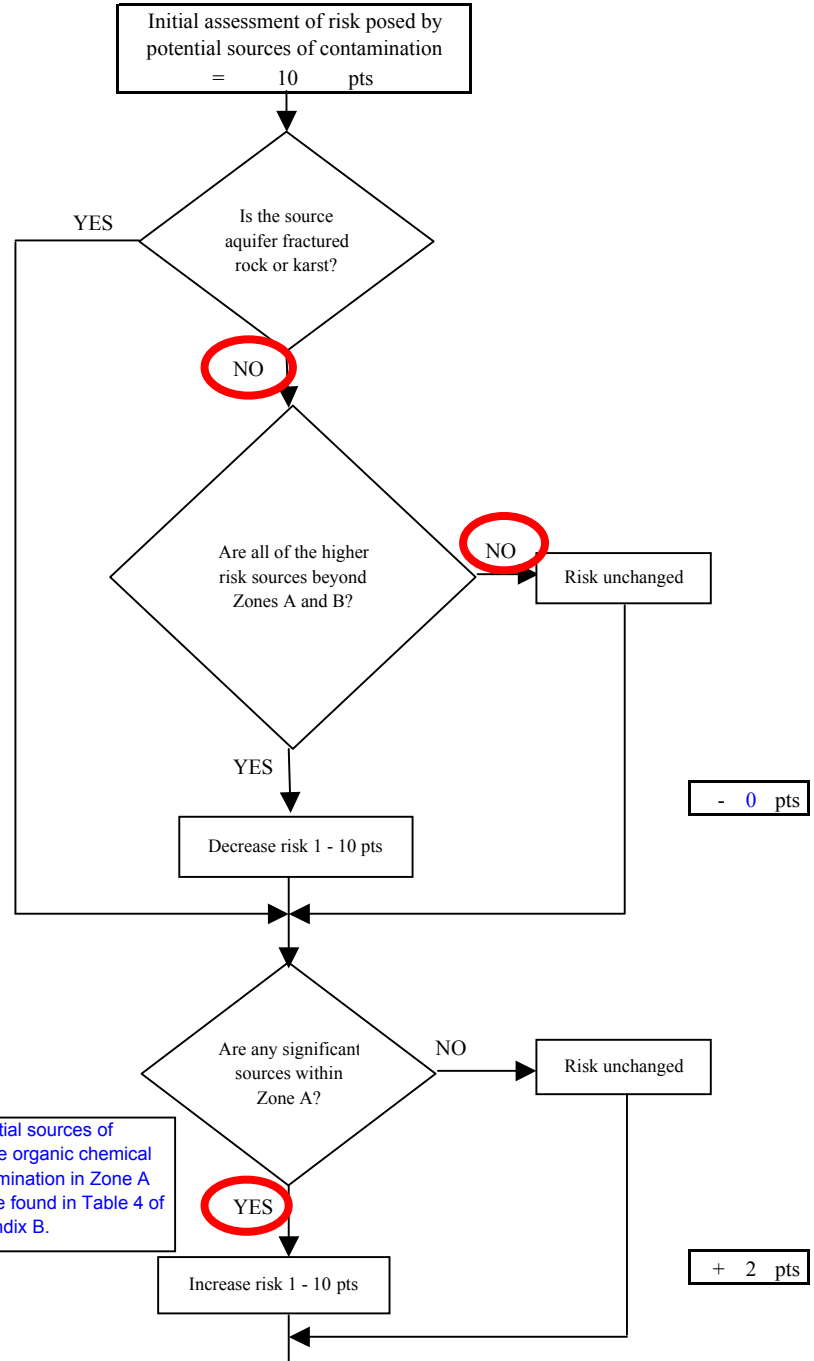 Initial assessment of risk posed by
potential sources of contamination
= 10 pts
YES
Is the source
aquifer fractured
rock or karst?
NO
Are all of the higher
risk sources beyond
Zones A and B?
NO
Risk unchanged
YES
- 0 pts
Decrease risk 1 - 10 pts
Are any significant
sources within
Zone A?
NO
Risk unchanged
tial sources of
e organic chemical
mination in Zone A
e found in Table 4 of
ndix B.
YES
+ 2 pts
Increase risk 1 - 10 pts